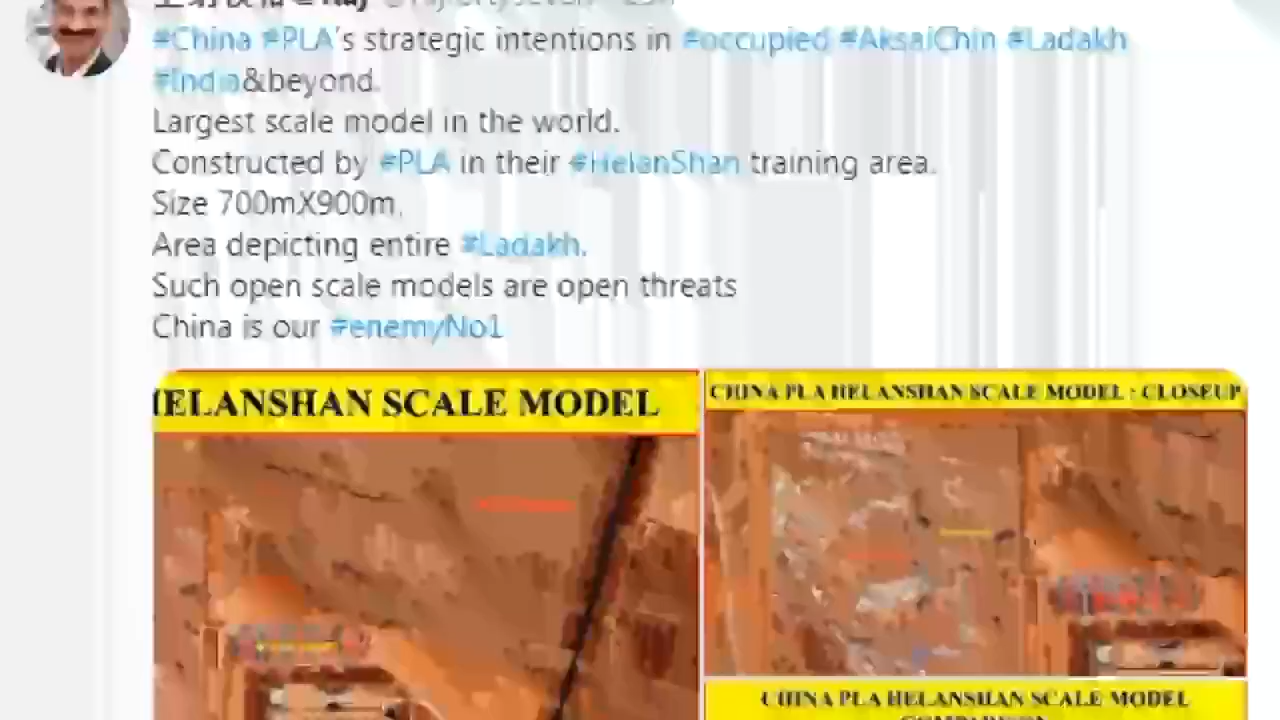 #China #PLA's strategic intentions in #occupied #AksaiChin #Ladakh
#India&beyond.
Largest scale model in the world.
Constructed by #PLA in their #HelanShan training area.
Size 700mX900m.
Area depicting entire #Ladakh.
Such open scale models are open threats
China is our #enemyNo1
HELANSHAN SCALE MODEL
CHINA PLA HELANSHAN SCALE MODEL : CLOSEUP
CHINA PLA HELANSHAN SCALE MODEL